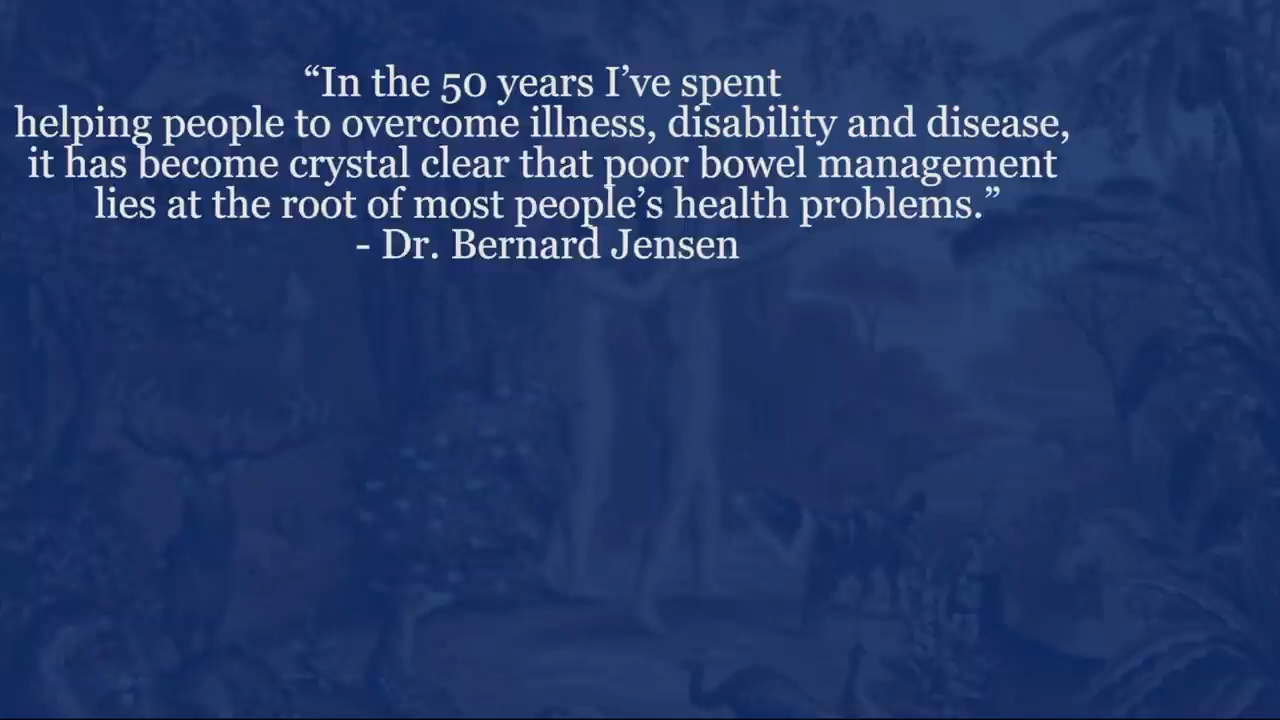 “In the 50 years I’ve spent
helping people to overcome illness, disability and disease,
it has become crystal clear that poor bowel management
lies at the root of most people’s health problems.”
- Dr. Bernard Jensen